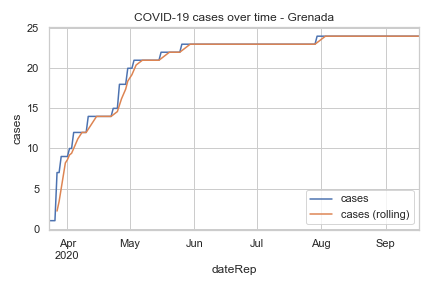 COVID-19 cases over time - Grenada
25
20
15
10
5
0
cases
Apr
2020
May
Jun
Jul
Aug
Sep
dateRep
cases
cases (rolling)